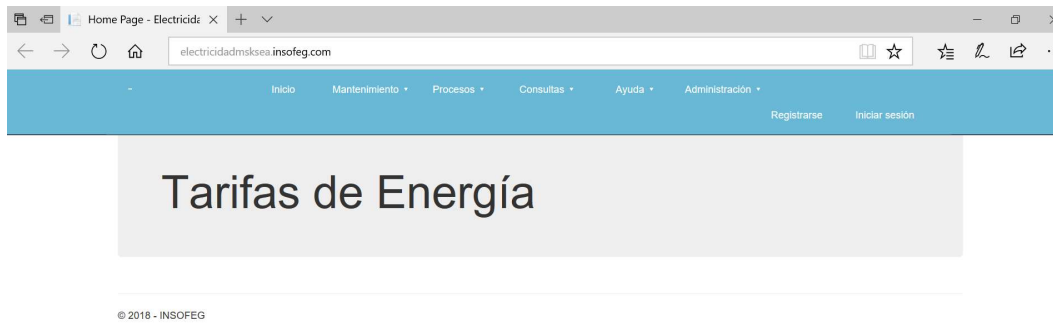 Home Page - Electricida
electricidadmsksea.insofeg.com
- Inicio Mantenimiento Procesos Consultas Ayuda Administración
Registrarse Iniciar sesión
Tarifas de Energía
© 2018 - INSOFEG